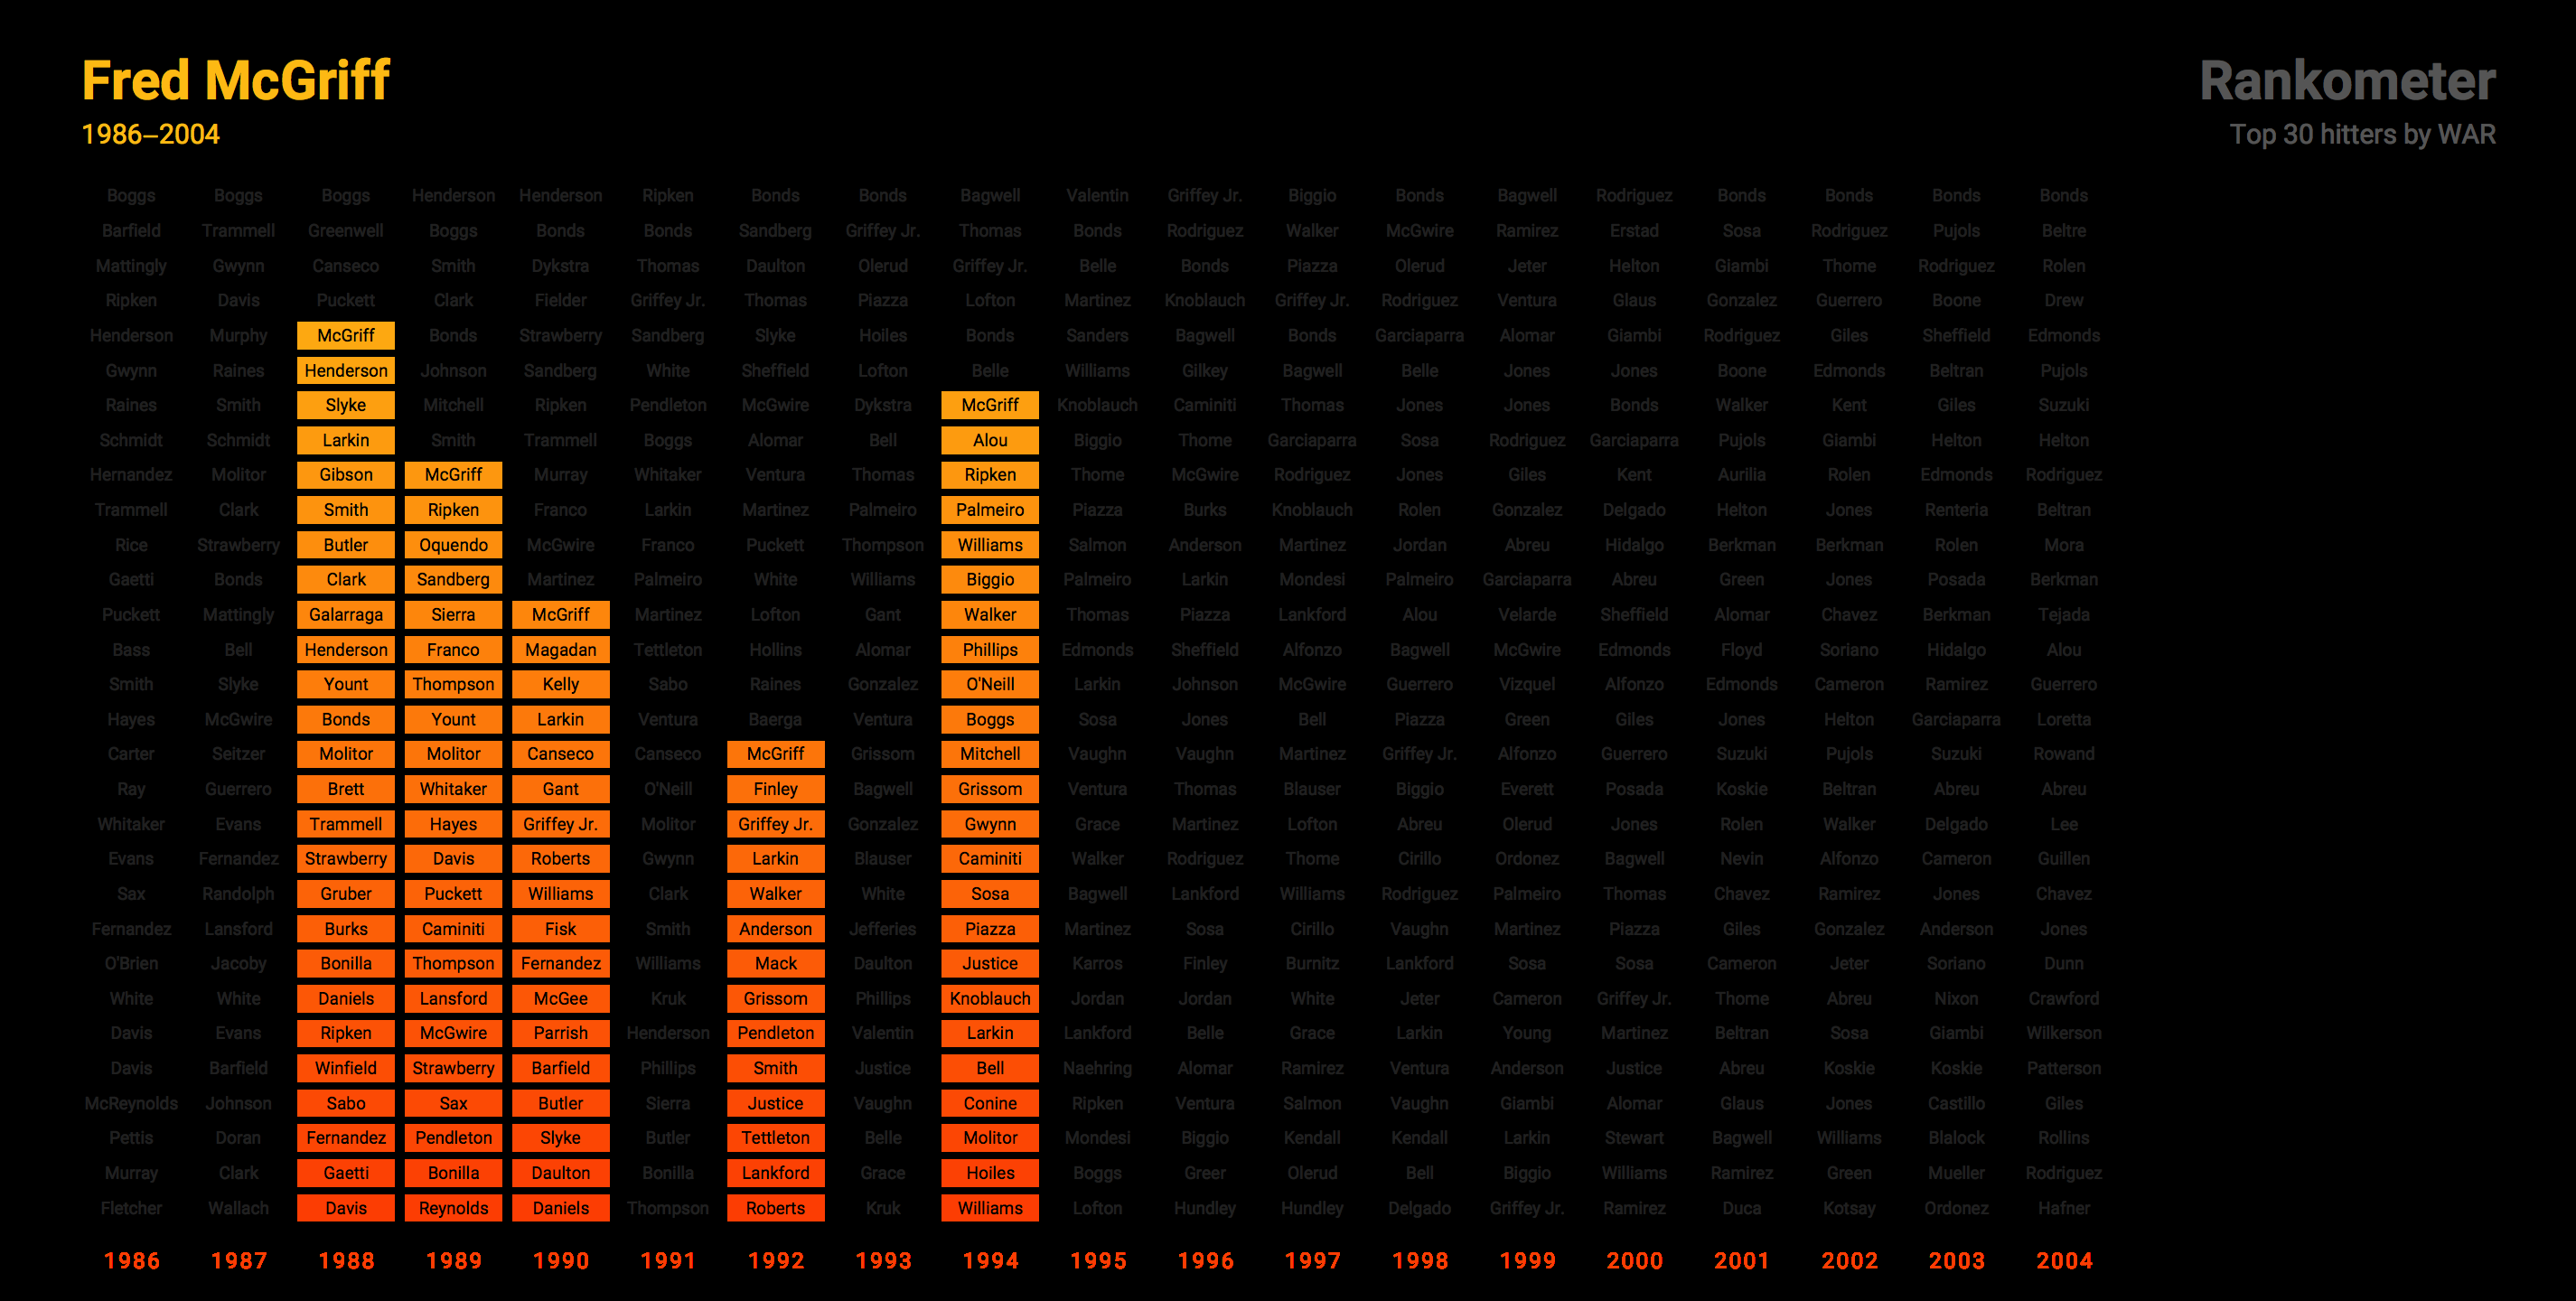 Fred McGriff
1986–2004
Rankometer
Top 30 hitters by WAR
Boggs Boggs Boggs Henderson Henderson Ripken Bonds Bonds Bagwell Valentin Griffey Jr. Biggio Bonds Bagwell Rodriguez Bonds Bonds Bonds Bonds
Barfield Trammell Greenwell Boggs Bonds Bonds Sandberg Griffey Jr. Thomas Bonds Rodriguez Walker McGwire Ramirez Erstad Sosa Rodriguez Pujols Beltre
Mattingly Gwynn Canseco Smith Dykstra Thomas Daulton Olerud Griffey Jr. Belle Bonds Piazza Olerud Jeter Helton Giambi Thome Rodriguez Rolen
Ripken Davis Puckett Clark Fielder Griffey Jr. Thomas Piazza Lofton Martinez Knoblauch Griffey Jr. Rodriguez Ventura Glaus Gonzalez Guerrero Boone Drew
Henderson Murphy McGriff Bonds Strawberry Sandberg Slyke Hoiles Bonds Sanders Bagwell Bonds Garciaparra Alomar Giambi Rodriguez Giles Sheffield Edmonds
Gwynn Raines Henderson Johnson Sandberg White Sheffield Lofton Belle Williams Gilkey Bagwell Belle Jones Jones Boone Edmonds Beltran Pujols
Raines Smith Slyke Mitchell Ripken Pendleton McGwire Dykstra McGriff Knoblauch Caminiti Thomas Jones Jones Bonds Walker Kent Giles Suzuki
Schmidt Schmidt Larkin Smith Trammell Boggs Alomar Bell Alou Biggio Thome Garciaparra Sosa Rodriguez Garciaparra Pujols Giambi Helton Helton
Hernandez Molitor Gibson McGriff Murray Whitaker Ventura Thomas Ripken Thome McGwire Rodriguez Jones Giles Kent Aurilia Rolen Edmonds Rodriguez
Trammell Clark Smith Ripken Franco Larkin Martinez Palmeiro Palmeiro Piazza Burks Knoblauch Rolen Gonzalez Delgado Helton Jones Renteria Beltran
Rice Strawberry Butler Oquendo McGwire Franco Puckett Thompson Williams Salmon Anderson Martinez Jordan Abreu Hidalgo Berkman Berkman Rolen Mora
Gaetti Bonds Clark Sandberg Martinez Palmeiro White Williams Biggio Palmeiro Larkin Mondesi Palmeiro Garciaparra Abreu Green Jones Posada Berkman
Puckett Mattingly Galarraga Sierra McGriff Martinez Lofton Gant Walker Thomas Piazza Lankford Alou Velarde Sheffield Alomar Chavez Berkman Tejada
Bass Bell Henderson Franco Magadan Tettleton Hollins Alomar Phillips Edmonds Sheffield Alfonzo Bagwell McGwire Edmonds Floyd Soriano Hidalgo Alou
Smith Slyke Yount Thompson Kelly Sabo Raines Gonzalez O'Neill Larkin Johnson McGwire Guerrero Vizquel Alfonzo Edmonds Cameron Ramirez Guerrero
Hayes McGwire Bonds Yount Larkin Ventura Baerga Ventura Boggs Sosa Jones Bell Piazza Green Giles Jones Helton Garciaparra Loretta
Carter Seitzer Molitor Molitor Canseco Canseco McGriff Grissom Mitchell Vaughn Vaughn Martinez Griffey Jr. Alfonzo Guerrero Suzuki Pujols Suzuki Rowand
Ray Guerrero Brett Whitaker Gant O'Neill Finley Bagwell Grissom Ventura Thomas Blauser Biggio Everett Posada Koskie Beltran Abreu Abreu
Whitaker Evans Trammell Hayes Griffey Jr. Molitor Griffey Jr. Gonzalez Gwynn Grace Martinez Lofton Abreu Olerud Jones Rolen Walker Delgado Lee
Evans Fernandez Strawberry Davis Roberts Gwynn Larkin Blauser Caminiti Walker Rodriguez Thome Cirillo Ordonez Bagwell Nevin Alfonzo Cameron Guillen
Sax Randolph Gruber Puckett Williams Clark Walker White Sosa Bagwell Lankford Williams Rodriguez Palmeiro Thomas Chavez Ramirez Jones Chavez
Fernandez Lansford Burks Caminiti Fisk Smith Anderson Jefferies Piazza Martinez Sosa Cirillo Vaughn Martinez Piazza Giles Gonzalez Anderson Jones
O'Brien Jacoby Bonilla Thompson Fernandez Williams Mack Daulton Justice Karros Finley Burnitz Lankford Sosa Sosa Cameron Jeter Soriano Dunn
White White Daniels Lansford McGee Kruk Grissom Phillips Knoblauch Jordan Jordan White Jeter Cameron Griffey Jr. Thome Abreu Nixon Crawford
Davis Evans Ripken McGwire Parrish Henderson Pendleton Valentin Larkin Lankford Belle Grace Larkin Young Martinez Beltran Sosa Giambi Wilkerson
Davis Barfield Winfield Strawberry Barfield Phillips Smith Justice Bell Naehring Alomar Ramirez Ventura Anderson Justice Abreu Koskie Koskie Patterson
McReynolds Johnson Sabo Sax Butler Sierra Justice Vaughn Conine Ripken Ventura Salmon Vaughn Giambi Alomar Glaus Jones Castillo Giles
Pettis Doran Fernandez Pendleton Slyke Butler Tettleton Belle Molitor Mondesi Biggio Kendall Kendall Larkin Stewart Bagwell Williams Blalock Rollins
Murray Clark Gaetti Bonilla Daulton Bonilla Lankford Grace Hoiles Boggs Greer Olerud Bell Biggio Williams Ramirez Green Mueller Rodriguez
Fletcher Wallach Davis Reynolds Daniels Thompson Roberts Kruk Williams Lofton Hundley Hundley Delgado Griffey Jr. Ramirez Duca Kotsay Ordonez Hafner
1986 1987 1988 1989 1990 1991 1992 1993 1994 1995 1996 1997 1998 1999 2000 2001 2002 2003 2004